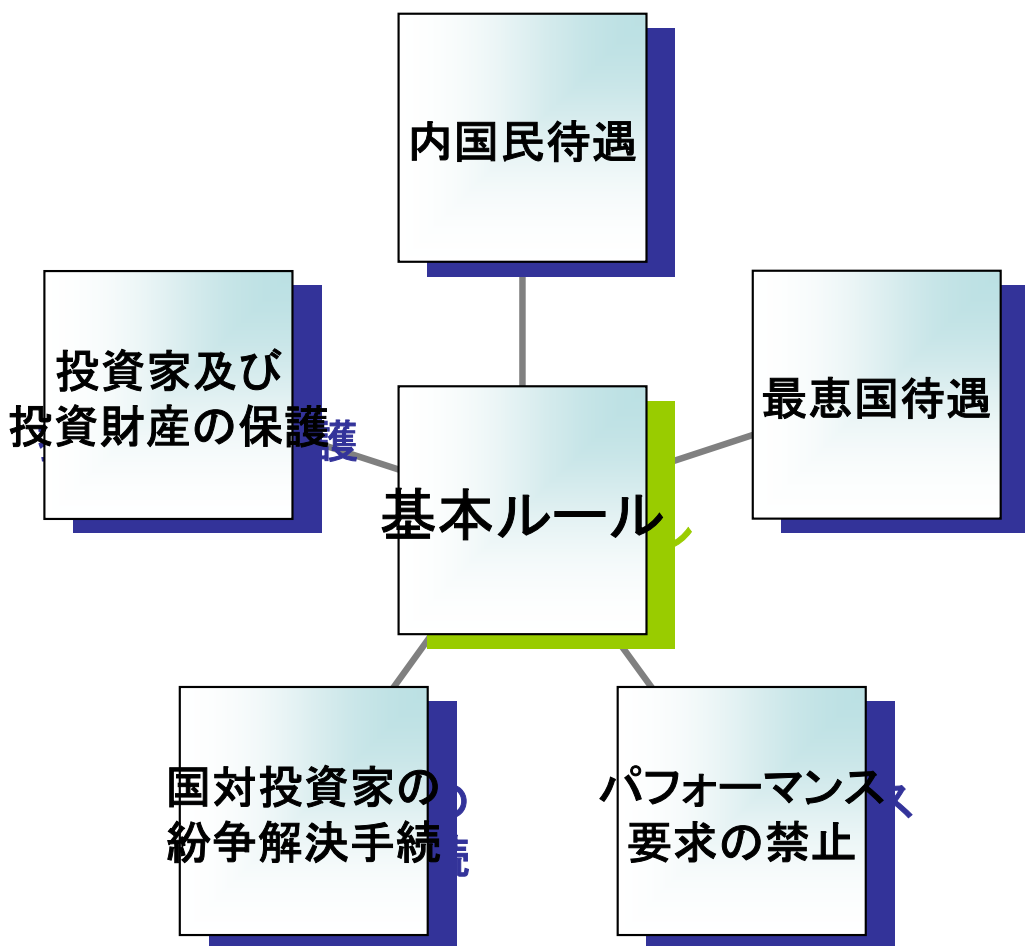 内国民待遇
投資家及び
投資財産の保護
最恵国待遇
基本ルール
国対投資家の
紛争解決手続
パフォーマンス
要求の禁止